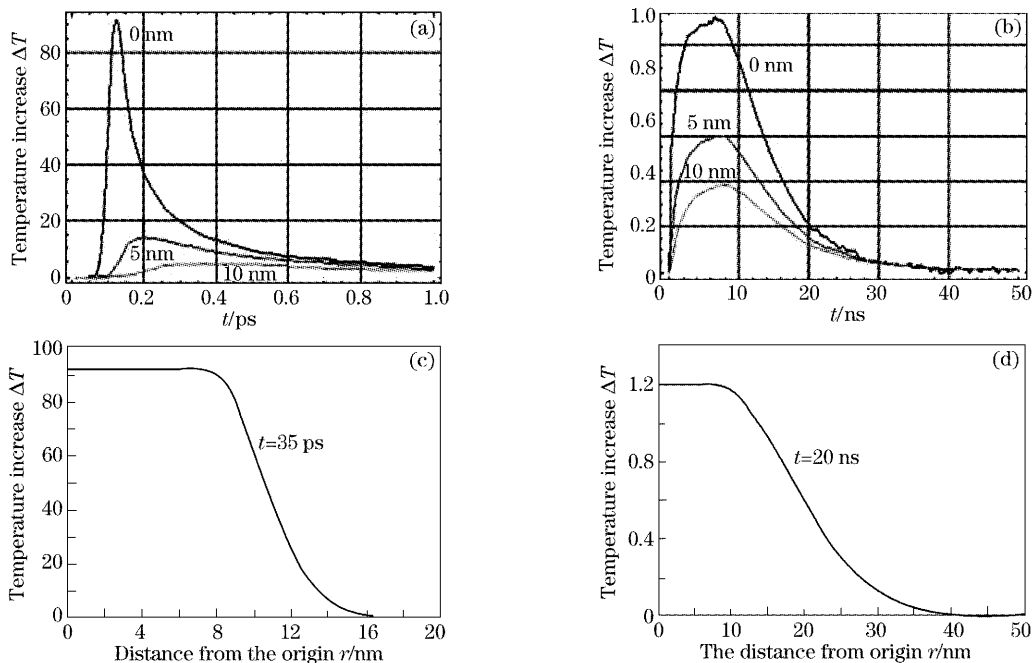 (a)
Temperature increase ΔT
80
60
40
20
0
0 nm
5 nm
10 nm
0 0.2 0.4 0.6 0.8 1.0
t/ps
(b)
Temperature increase ΔT
1.0
0.8
0.6
0.4
0.2
0
0 nm
5 nm
10 nm
0 10 20 30 40 50
t/ns
(c)
Temperature increase ΔT
100
80
60
40
20
0
t=35 ps
0 4 8 12 16 20
Distance from the origin r/nm
(d)
Temperature increase ΔT
1.2
0.8
0.4
0
t=20 ns
0 10 20 30 40 50
The distance from origin r/nm